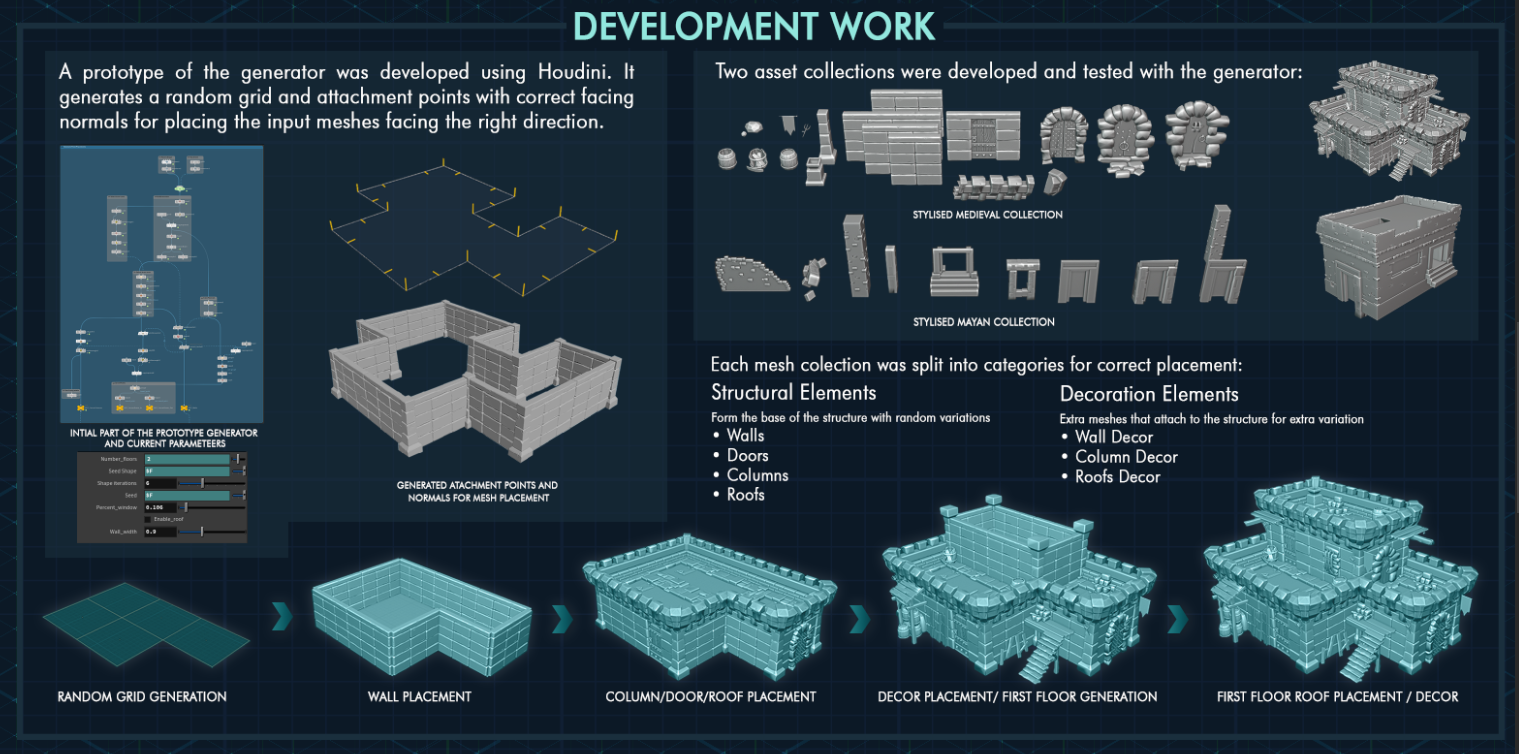 DEVELOPMENT WORK
A prototype of the generator was developed using Houdini. It
generates a random grid and attachment points with correct facing
normals for placing the input meshes facing the right direction.
INTIAL PART OF THE PROTOTYPE GENERATOR
AND CURRENT PARAMETEERS
Number_floors 2
Seed Shape 8F
Shape Iterations 6
Seed 8F
Percent_window 0.106
Enable_roof
Wall_width 0.9
GENERATED ATACHMENT POINTS AND
NORMALS FOR MESH PLACEMENT
Two asset collections were developed and tested with the generator:
STYLISED MEDIEVAL COLLECTION
STYLISED MAYAN COLLECTION
Each mesh colection was split into categories for correct placement:
Structural Elements
Form the base of the structure with random variations
• Walls
• Doors
• Columns
• Roofs
Decoration Elements
Extra meshes that attach to the structure for extra variation
• Wall Decor
• Column Decor
• Roofs Decor
RANDOM GRID GENERATION
WALL PLACEMENT
COLUMN/DOOR/ROOF PLACEMENT
DECOR PLACEMENT/ FIRST FLOOR GENERATION
FIRST FLOOR ROOF PLACEMENT / DECOR